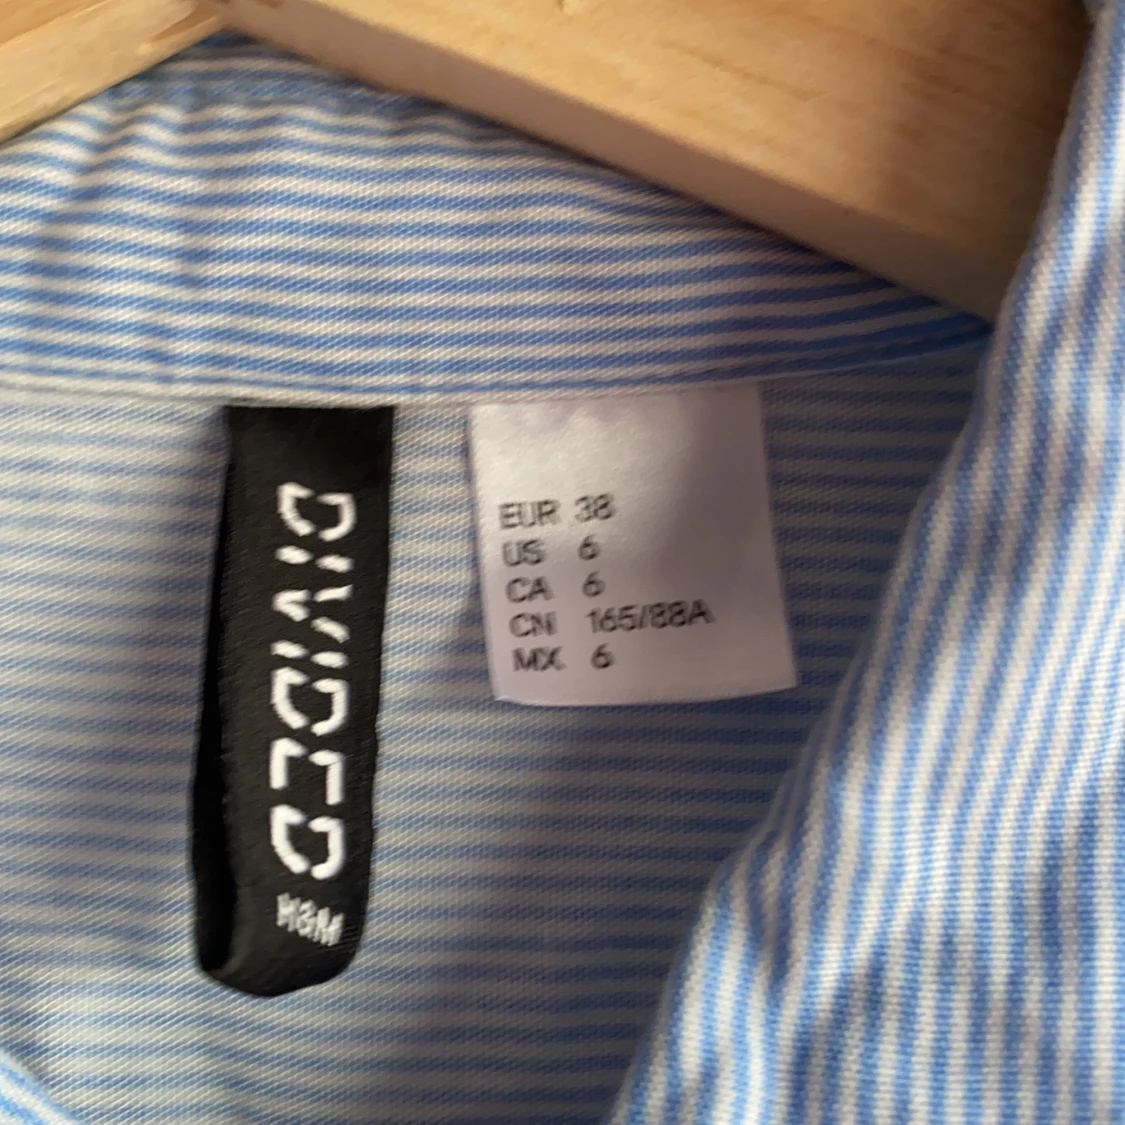 DIVIDED
H&M
EUR 38
US 6
CA 6
CN 165/88A
MX 6